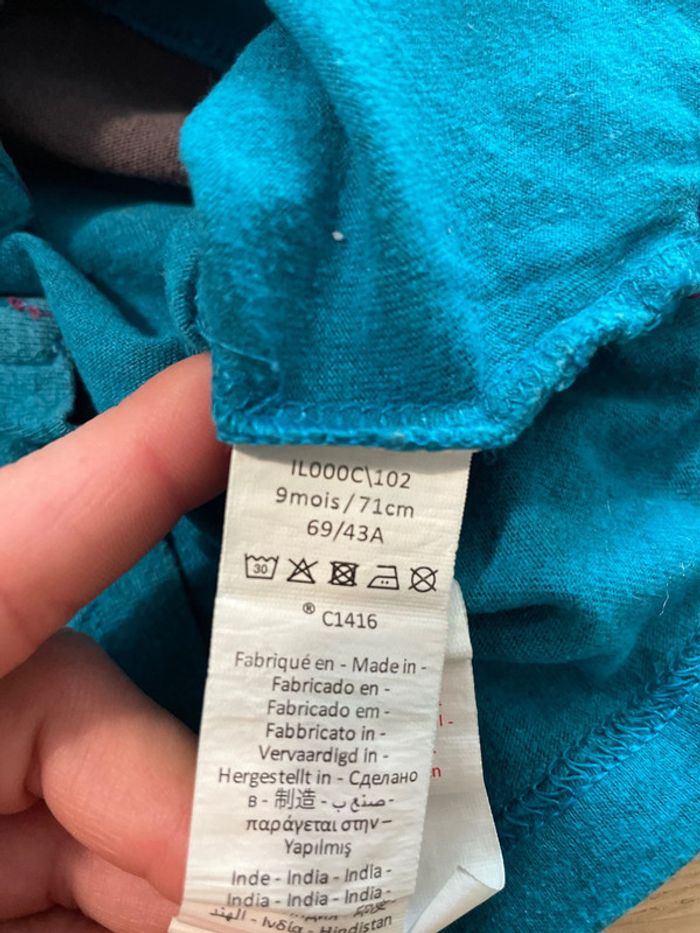 IL000C\102
9mois/71cm
69/43A
30
® C1416
Fabriqué en - Made in -
Fabricado en -
Fabricado em -
Fabbricato in -
Vervaardigd in -
Hergestellt in - Сделано
в - 制造 - صنع ب -
παράγεται στην –
Yapılmış
Inde - India - India -
India - India - India -
الهند - Ινδία - Hindistan